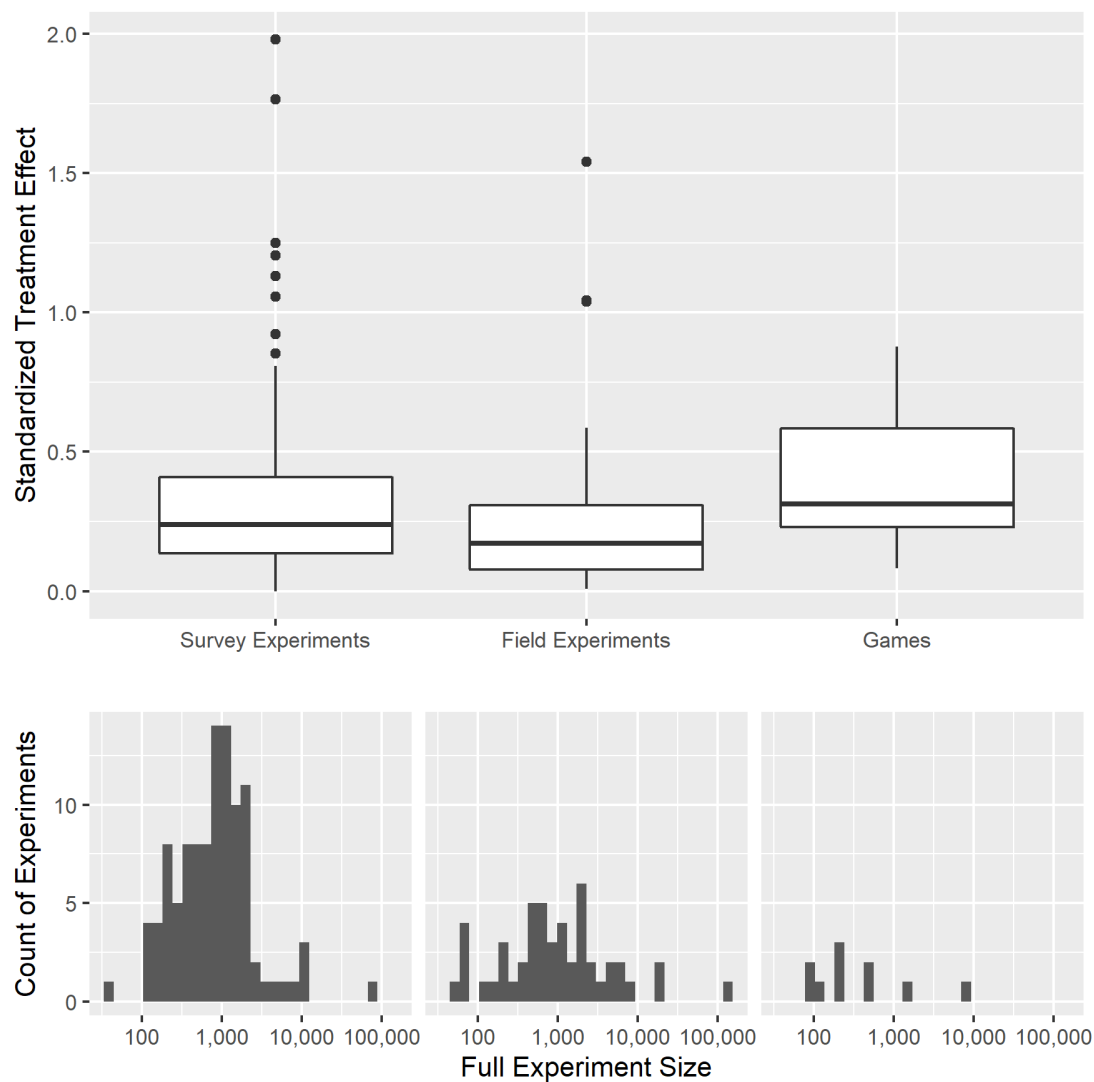 Standardized Treatment Effect
2.0
1.5
1.0
0.5
0.0
Survey Experiments Field Experiments Games
Count of Experiments
10
5
0
100 1,000 10,000 100,000 100 1,000 10,000 100,000 100 1,000 10,000 100,000
Full Experiment Size